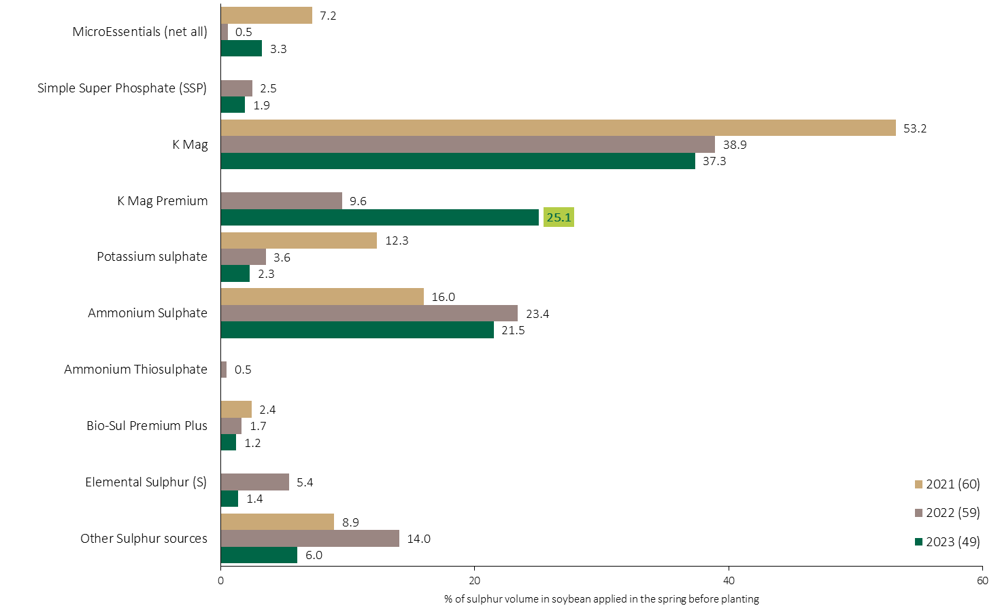 7.2
MicroEssentials (net all)
0.5
3.3
Simple Super Phosphate (SSP)
2.5
1.9
53.2
K Mag
38.9
37.3
K Mag Premium
9.6
25.1
12.3
Potassium sulphate
3.6
2.3
16.0
Ammonium Sulphate
23.4
21.5
Ammonium Thiosulphate
0.5
2.4
Bio-Sul Premium Plus
1.7
1.2
Elemental Sulphur (S)
5.4
1.4
8.9
Other Sulphur sources
14.0
6.0
2021 (60)
2022 (59)
2023 (49)
0 20 40 60
% of sulphur volume in soybean applied in the spring before planting